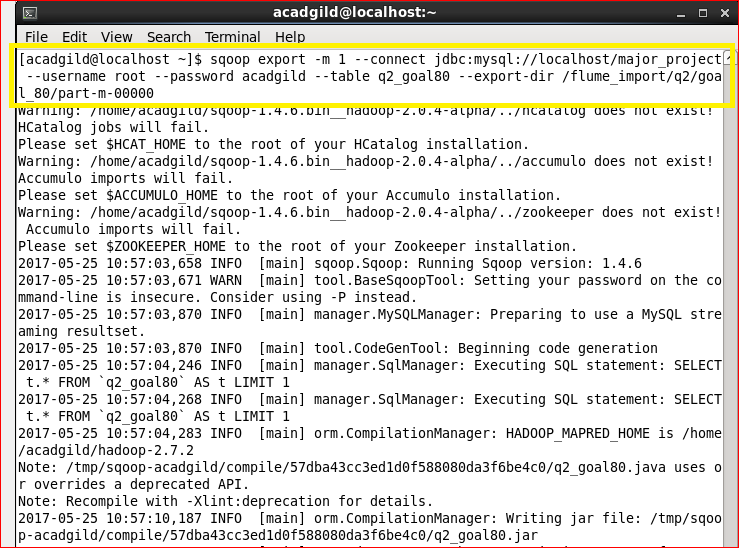 acadgild@localhost:~
File Edit View Search Terminal Help
[acadgild@localhost ~]$ sqoop export -m 1 --connect jdbc:mysql://localhost/major_project
--username root --password acadgild --table q2_goal80 --export-dir /flume_import/q2/goa
l_80/part-m-00000
Warning: /home/acadgild/sqoop-1.4.6.bin__hadoop-2.0.4-alpha/../hcatalog does not exist!
HCatalog jobs will fail.
Please set $HCAT_HOME to the root of your HCatalog installation.
Warning: /home/acadgild/sqoop-1.4.6.bin__hadoop-2.0.4-alpha/../accumulo does not exist!
Accumulo imports will fail.
Please set $ACCUMULO_HOME to the root of your Accumulo installation.
Warning: /home/acadgild/sqoop-1.4.6.bin__hadoop-2.0.4-alpha/../zookeeper does not exist!
Accumulo imports will fail.
Please set $ZOOKEEPER_HOME to the root of your Zookeeper installation.
2017-05-25 10:57:03,658 INFO  [main] sqoop.Sqoop: Running Sqoop version: 1.4.6
2017-05-25 10:57:03,671 WARN  [main] tool.BaseSqoopTool: Setting your password on the co
mmand-line is insecure. Consider using -P instead.
2017-05-25 10:57:03,870 INFO  [main] manager.MySQLManager: Preparing to use a MySQL stre
aming resultset.
2017-05-25 10:57:03,870 INFO  [main] tool.CodeGenTool: Beginning code generation
2017-05-25 10:57:04,246 INFO  [main] manager.SqlManager: Executing SQL statement: SELECT
t.* FROM `q2_goal80` AS t LIMIT 1
2017-05-25 10:57:04,268 INFO  [main] manager.SqlManager: Executing SQL statement: SELECT
t.* FROM `q2_goal80` AS t LIMIT 1
2017-05-25 10:57:04,283 INFO  [main] orm.CompilationManager: HADOOP_MAPRED_HOME is /home
/acadgild/hadoop-2.7.2
Note: /tmp/sqoop-acadgild/compile/57dba43cc3ed1d0f588080da3f6be4c0/q2_goal80.java uses o
r overrides a deprecated API.
Note: Recompile with -Xlint:deprecation for details.
2017-05-25 10:57:10,187 INFO  [main] orm.CompilationManager: Writing jar file: /tmp/sqoo
p-acadgild/compile/57dba43cc3ed1d0f588080da3f6be4c0/q2_goal80.jar